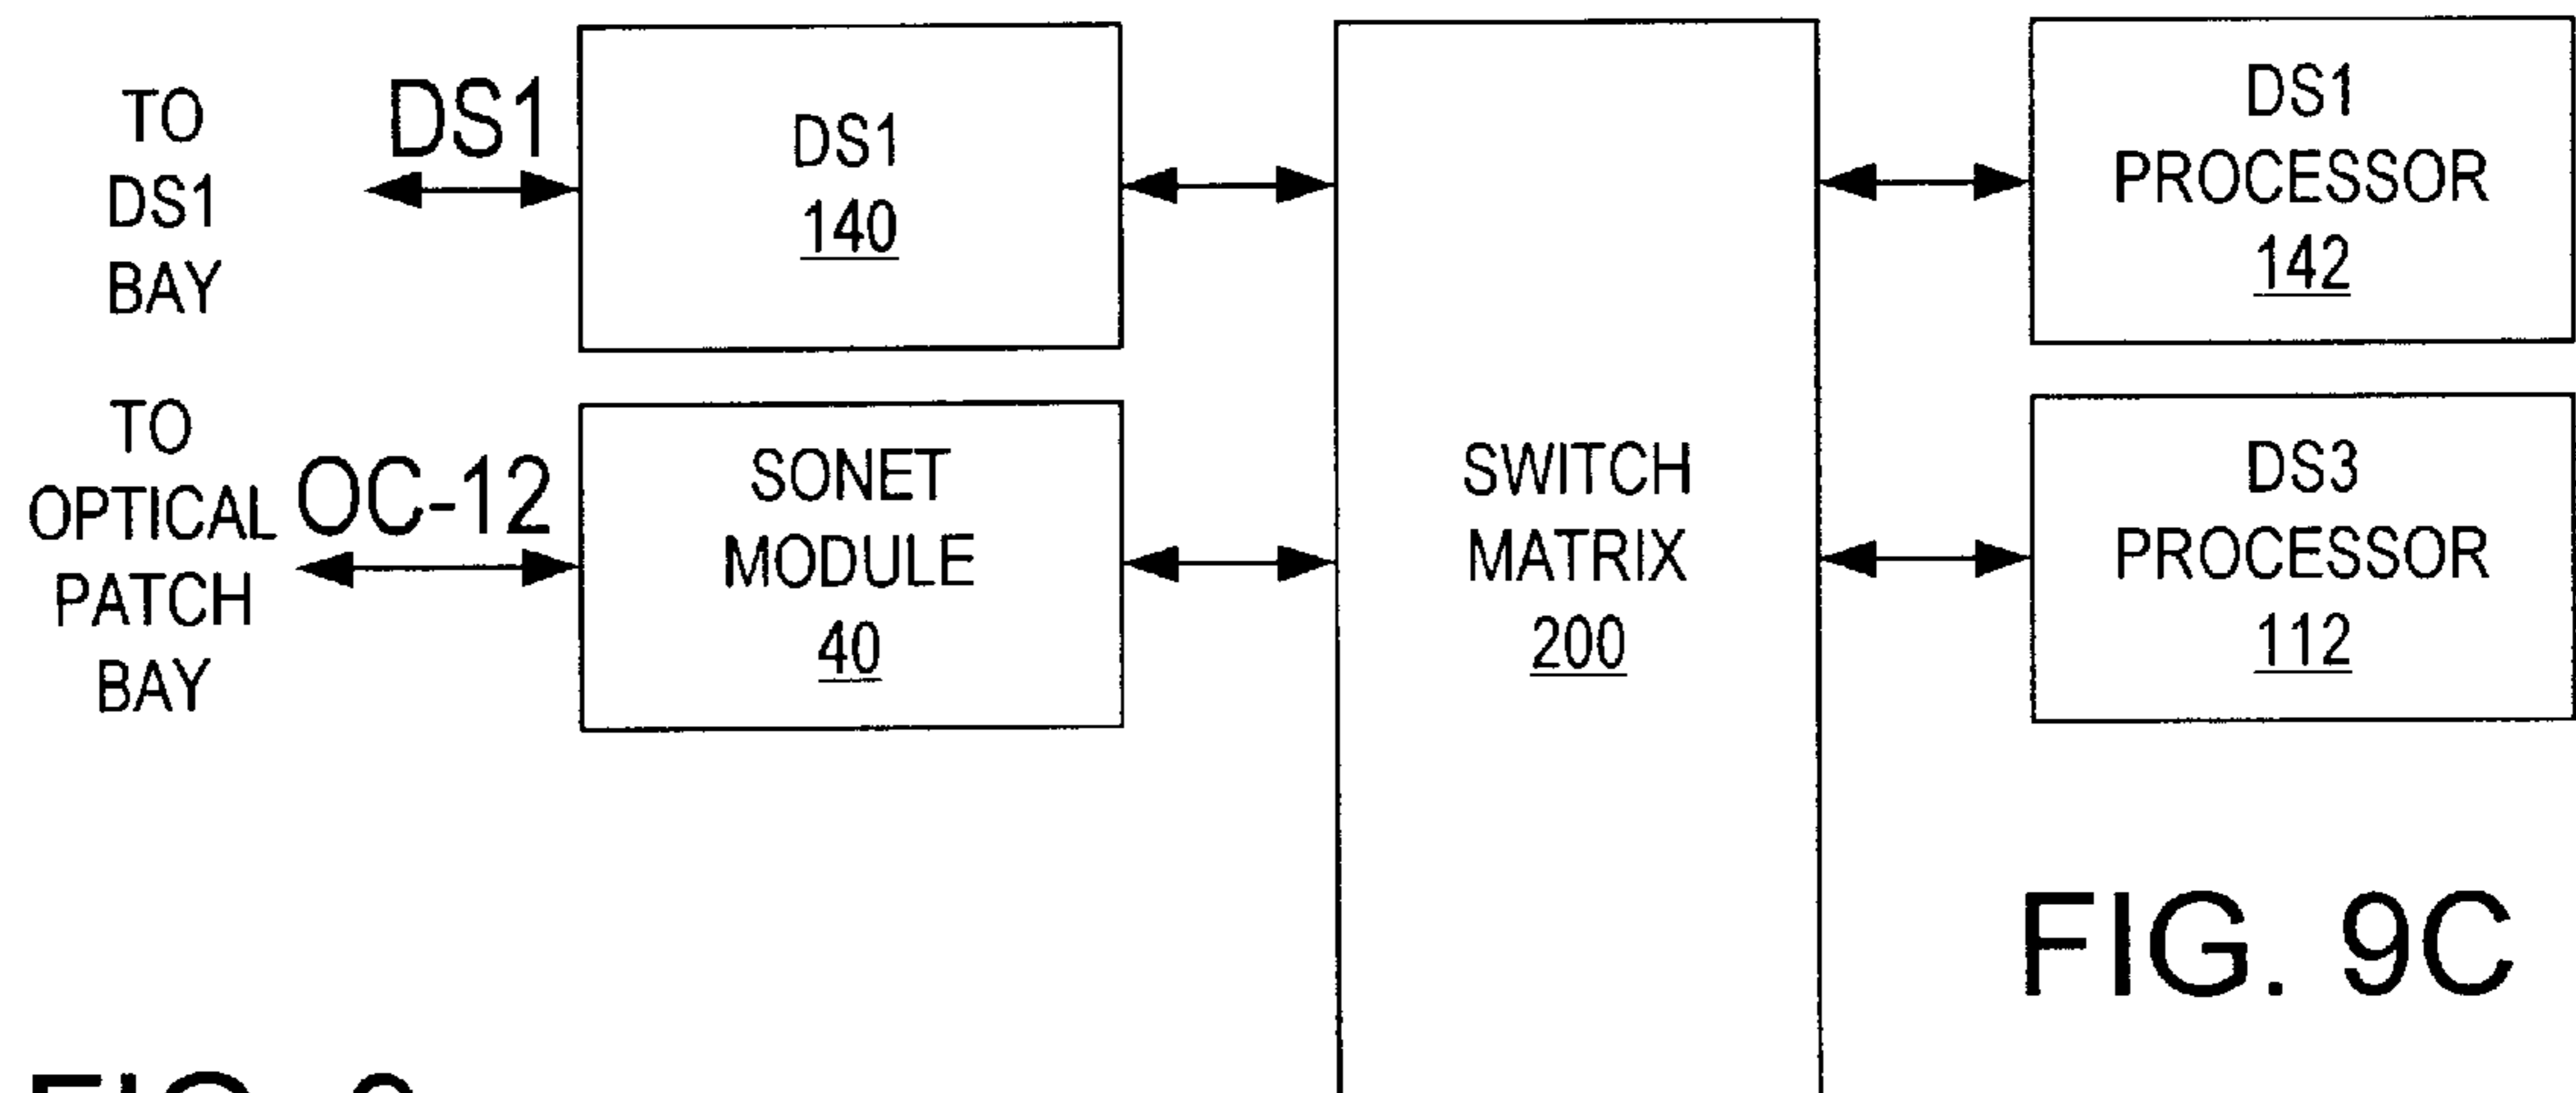 TO
DS1
BAY
DS1
DS1
140
TO
OPTICAL
PATCH
BAY
OC-12
SONET
MODULE
40
SWITCH
MATRIX
200
DS1
PROCESSOR
142
DS3
PROCESSOR
112
FIG. 9C